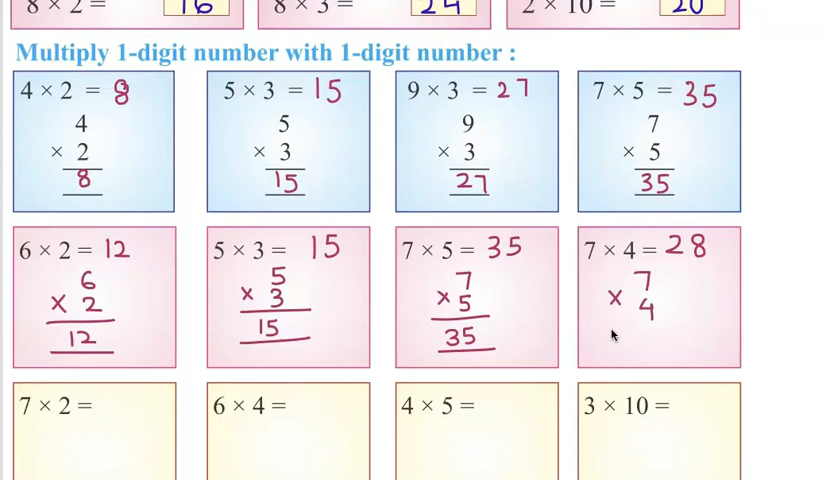 8 × 2 = 16
8 × 3 = 24
2 × 10 = 20
Multiply 1-digit number with 1-digit number :
4 × 2 = 8
4
× 2
8
5 × 3 = 15
5
× 3
15
9 × 3 = 27
9
× 3
27
7 × 5 = 35
7
× 5
35
6 × 2 = 12
6
× 2
12
5 × 3 = 15
5
× 3
15
7 × 5 = 35
7
× 5
35
7 × 4 = 28
7
× 4
7 × 2 =
6 × 4 =
4 × 5 =
3 × 10 =